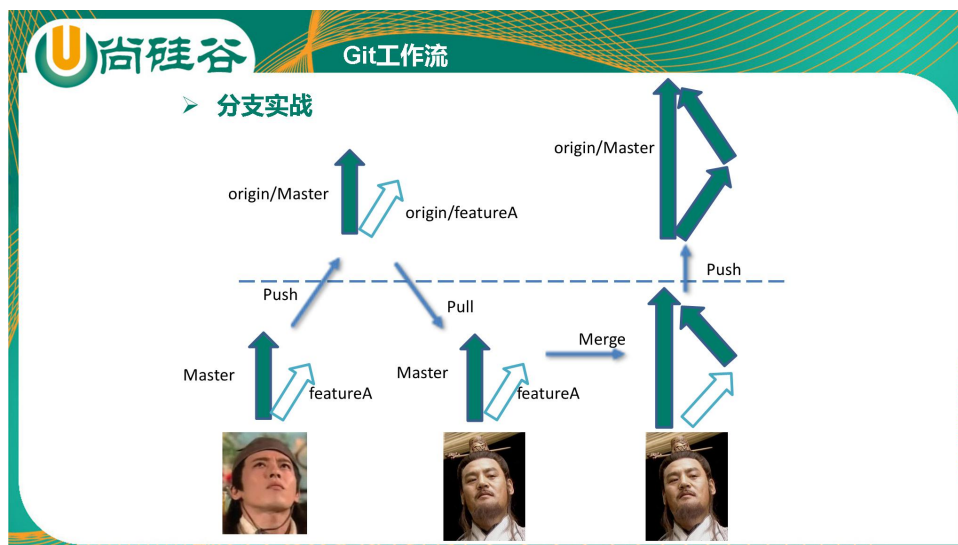 尚硅谷
Git工作流
➢ 分支实战
origin/Master
origin/Master
origin/featureA
Push
Push
Pull
Merge
Master
Master
featureA
featureA